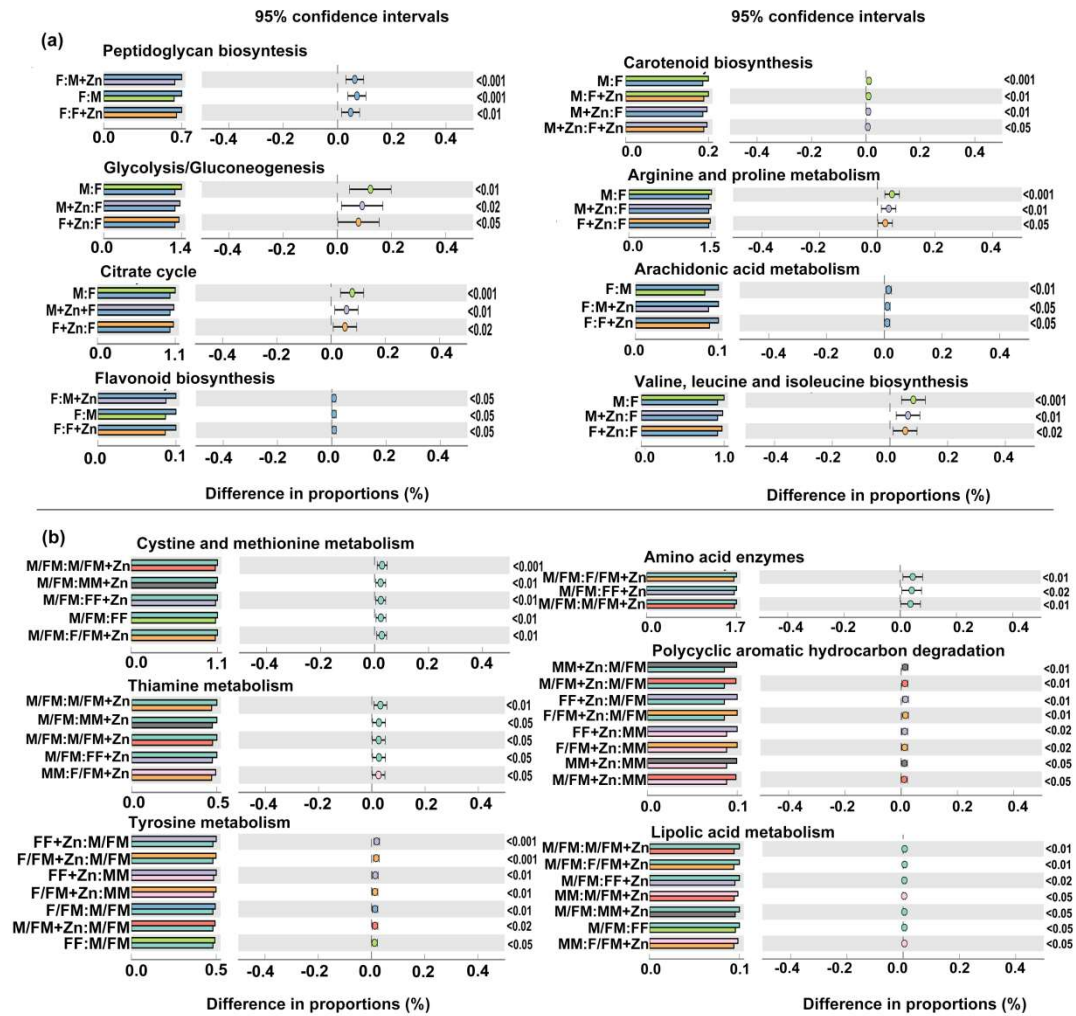 95% confidence intervals
95% confidence intervals
(a)
Peptidoglycan biosyntesis
F:M+Zn <0.001
F:M <0.001
F:F+Zn <0.01
0.0 0.7 -0.4 -0.2 0.0 0.2 0.4
Glycolysis/Gluconeogenesis
M:F <0.01
M+Zn:F <0.02
F+Zn:F <0.05
0.0 1.4 -0.4 -0.2 0.0 0.2 0.4
Citrate cycle
M:F <0.001
M+Zn+F <0.01
F+Zn:F <0.02
0.0 1.1 -0.4 -0.2 0.0 0.2 0.4
Flavonoid biosynthesis
F:M+Zn <0.05
F:M <0.05
F:F+Zn <0.05
0.0 0.1 -0.4 -0.2 0.0 0.2 0.4
Difference in proportions (%)
Carotenoid biosynthesis
M:F <0.001
M:F+Zn <0.01
M+Zn:F <0.01
M+Zn:F+Zn <0.05
0.0 0.2 -0.4 -0.2 0.0 0.2 0.4
Arginine and proline metabolism
M:F <0.001
M+Zn:F <0.01
F+Zn:F <0.05
0.0 1.5 -0.4 -0.2 0.0 0.2 0.4
Arachidonic acid metabolism
F:M <0.01
F:M+Zn <0.05
F:F+Zn <0.05
0.0 0.1 -0.4 -0.2 0.0 0.2 0.4
Valine, leucine and isoleucine biosynthesis
M:F <0.001
M+Zn:F <0.01
F+Zn:F <0.02
0.0 1.0 -0.4 -0.2 0.0 0.2 0.4
Difference in proportions (%)
(b)
Cystine and methionine metabolism
M/FM:M/FM+Zn <0.001
M/FM:MM+Zn <0.01
M/FM:FF+Zn <0.01
M/FM:FF <0.01
M/FM:F/FM+Zn <0.01
0.0 1.1 -0.4 -0.2 0.0 0.2 0.4
Thiamine metabolism
M/FM:M/FM+Zn <0.01
M/FM:MM+Zn <0.05
M/FM:M/FM+Zn <0.05
M/FM:FF+Zn <0.05
MM:F/FM+Zn <0.05
0.0 0.5 -0.4 -0.2 0.0 0.2 0.4
Tyrosine metabolism
FF+Zn:M/FM <0.001
F/FM+Zn:M/FM <0.001
FF+Zn:MM <0.01
F/FM+Zn:MM <0.01
F/FM:M/FM <0.01
M/FM+Zn:M/FM <0.02
FF:M/FM <0.05
0.0 0.5 -0.4 -0.2 0.0 0.2 0.4
Difference in proportions (%)
Amino acid enzymes
M/FM:F/FM+Zn <0.01
M/FM:FF+Zn <0.02
M/FM:M/FM+Zn <0.01
0.0 1.7 -0.4 -0.2 0.0 0.2 0.4
Polycyclic aromatic hydrocarbon degradation
MM+Zn:M/FM <0.01
M/FM+Zn:M/FM <0.01
FF+Zn:M/FM <0.01
F/FM+Zn:M/FM <0.01
FF+Zn:MM <0.02
F/FM+Zn:MM <0.02
MM+Zn:MM <0.05
M/FM+Zn:MM <0.05
0.0 0.1 -0.4 -0.2 0.0 0.2 0.4
Lipolic acid metabolism
M/FM:M/FM+Zn <0.01
M/FM:F/FM+Zn <0.01
M/FM:FF+Zn <0.02
MM:M/FM+Zn <0.05
M/FM:MM+Zn <0.05
M/FM:FF <0.05
MM:F/FM+Zn <0.05
0.0 0.1 -0.4 -0.2 0.0 0.2 0.4
Difference in proportions (%)